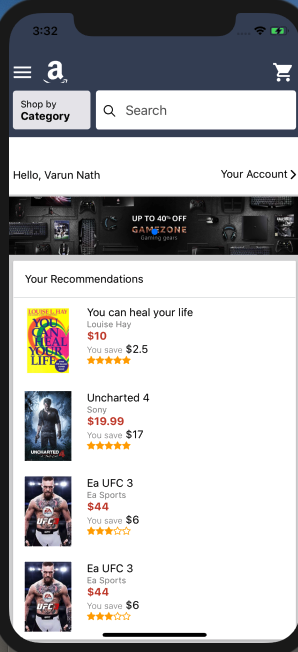 3:32
a
Shop by
Category
Search
Hello, Varun Nath
Your Account
UP TO 40% OFF
GAMEZONE
Gaming gears
Your Recommendations
LOUISE L. HAY
YOU
CAN
HEAL
YOUR
LIFE
You can heal your life
Louise Hay
$10
You save $2.5
UNCHARTED
Uncharted 4
Sony
$19.99
You save $17
UFC 3
Ea UFC 3
Ea Sports
$44
You save $6
UFC 3
Ea UFC 3
Ea Sports
$44
You save $6